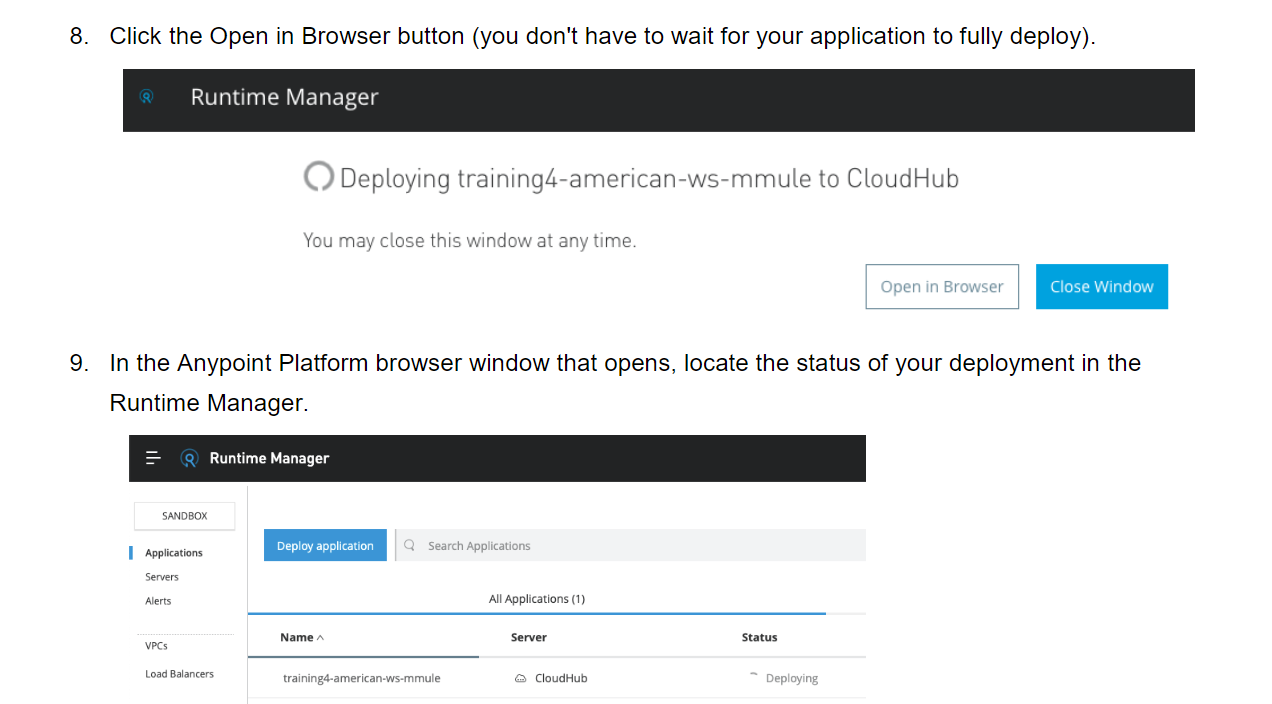 8. Click the Open in Browser button (you don't have to wait for your application to fully deploy).
Runtime Manager
Deploying training4-american-ws-mmule to CloudHub
You may close this window at any time.
Open in Browser
Close Window
9. In the Anypoint Platform browser window that opens, locate the status of your deployment in the
Runtime Manager.
Runtime Manager
SANDBOX
Deploy application
Search Applications
Applications
Servers
Alerts
All Applications (1)
Name Server Status
VPCs
Load Balancers
training4-american-ws-mmule CloudHub Deploying